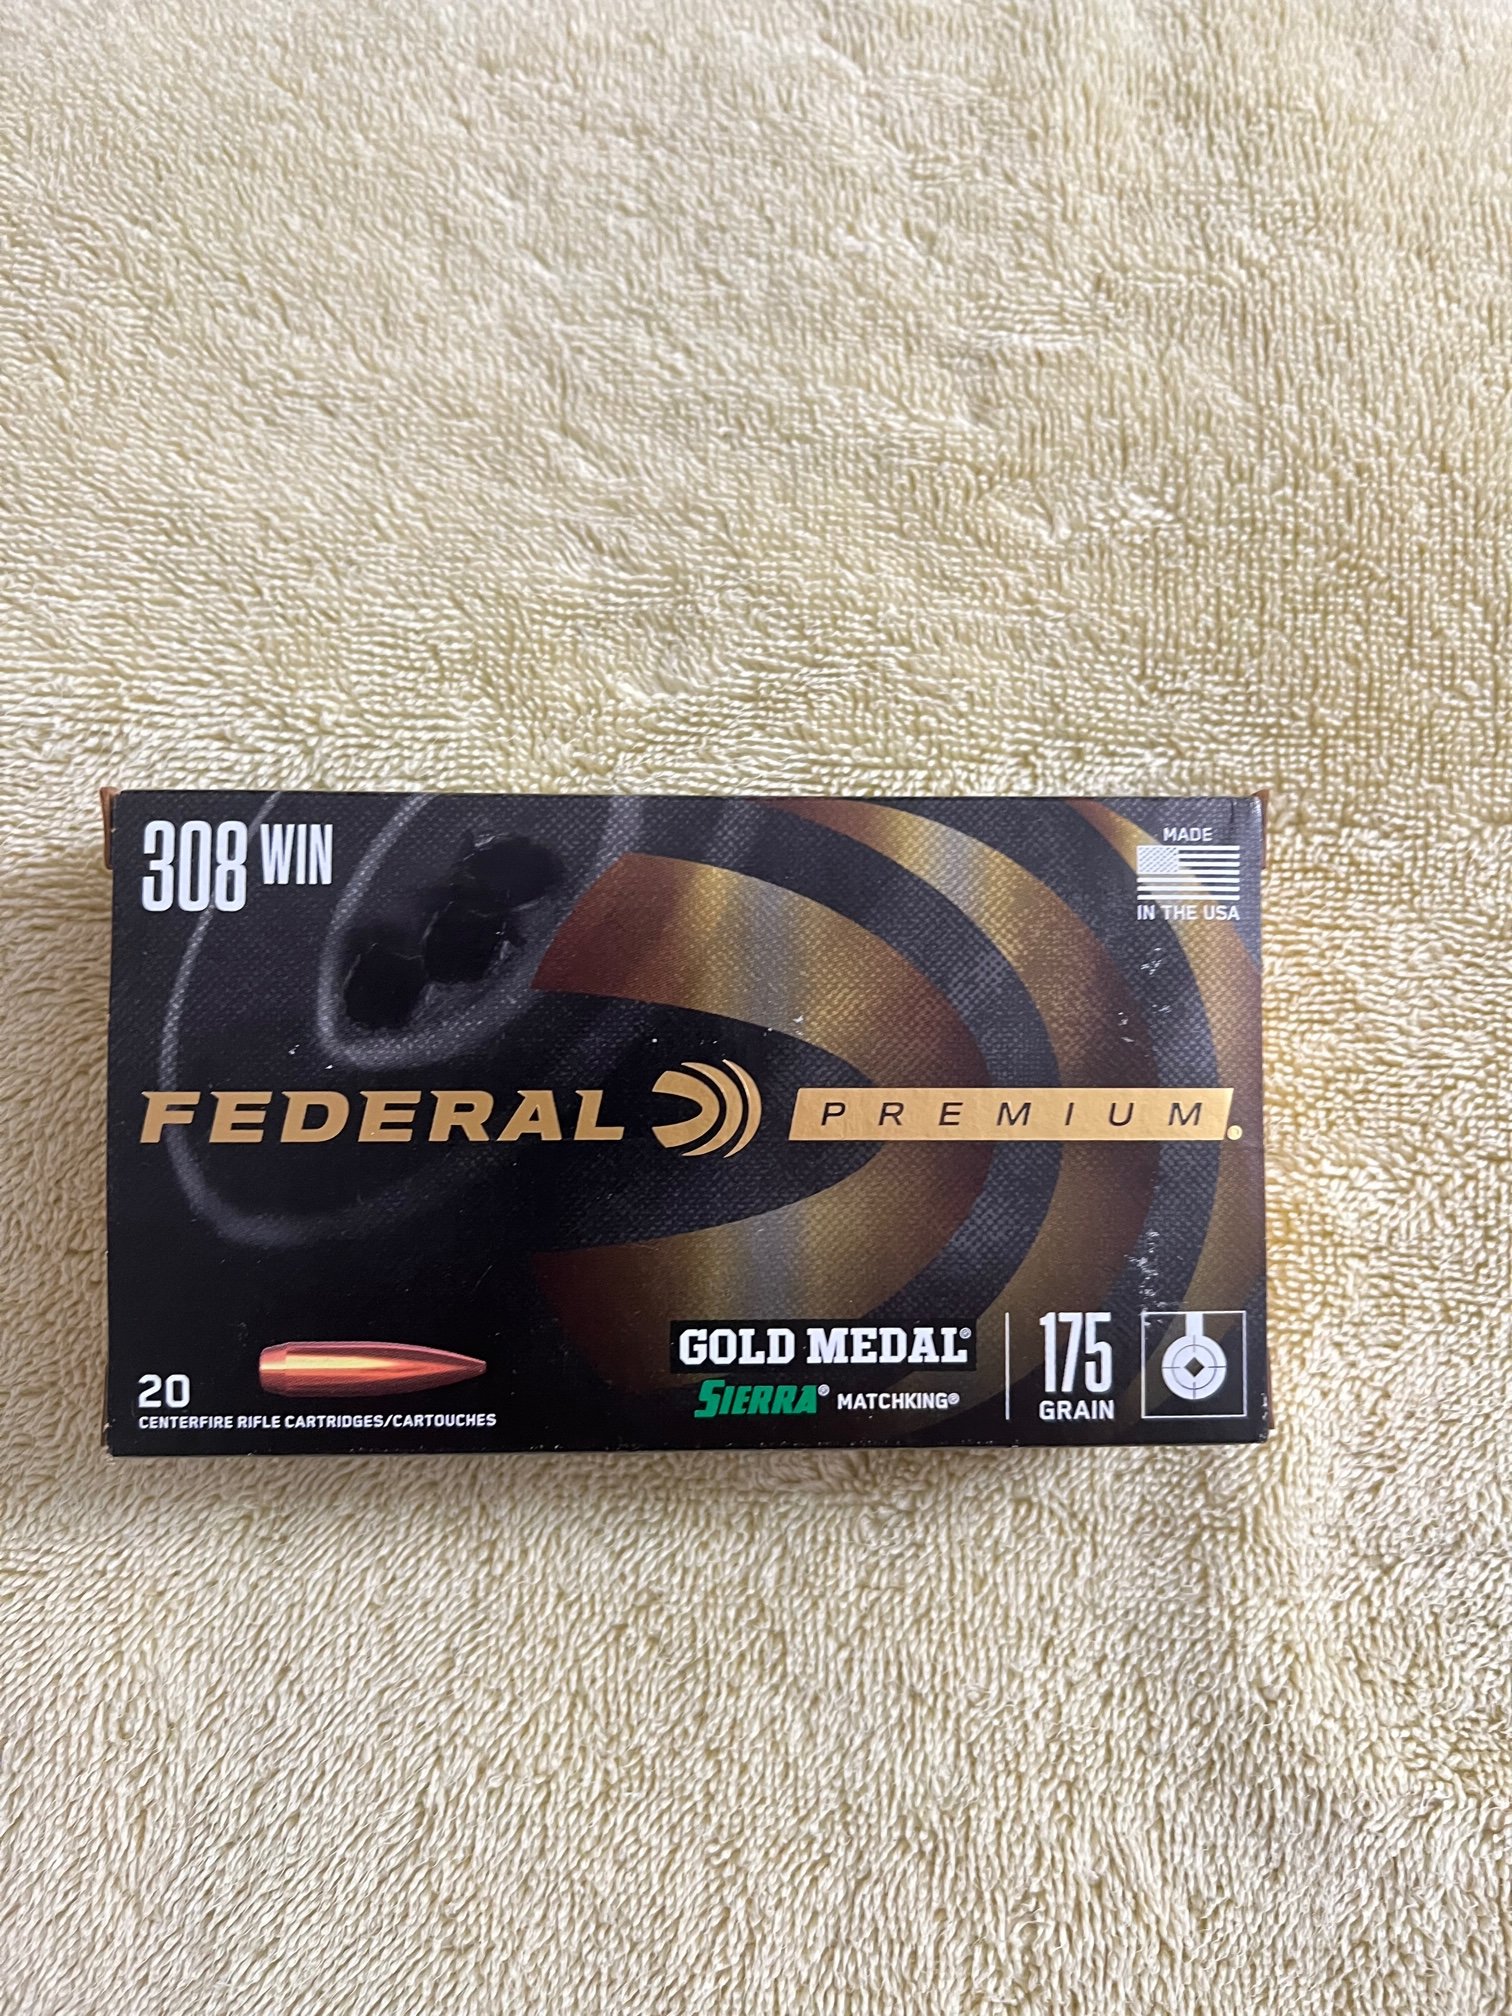 308 WIN
MADE
IN THE USA
FEDERAL PREMIUM®
20
CENTERFIRE RIFLE CARTRIDGES/CARTOUCHES
GOLD MEDAL®
SIERRA® MATCHKING®
175
GRAIN